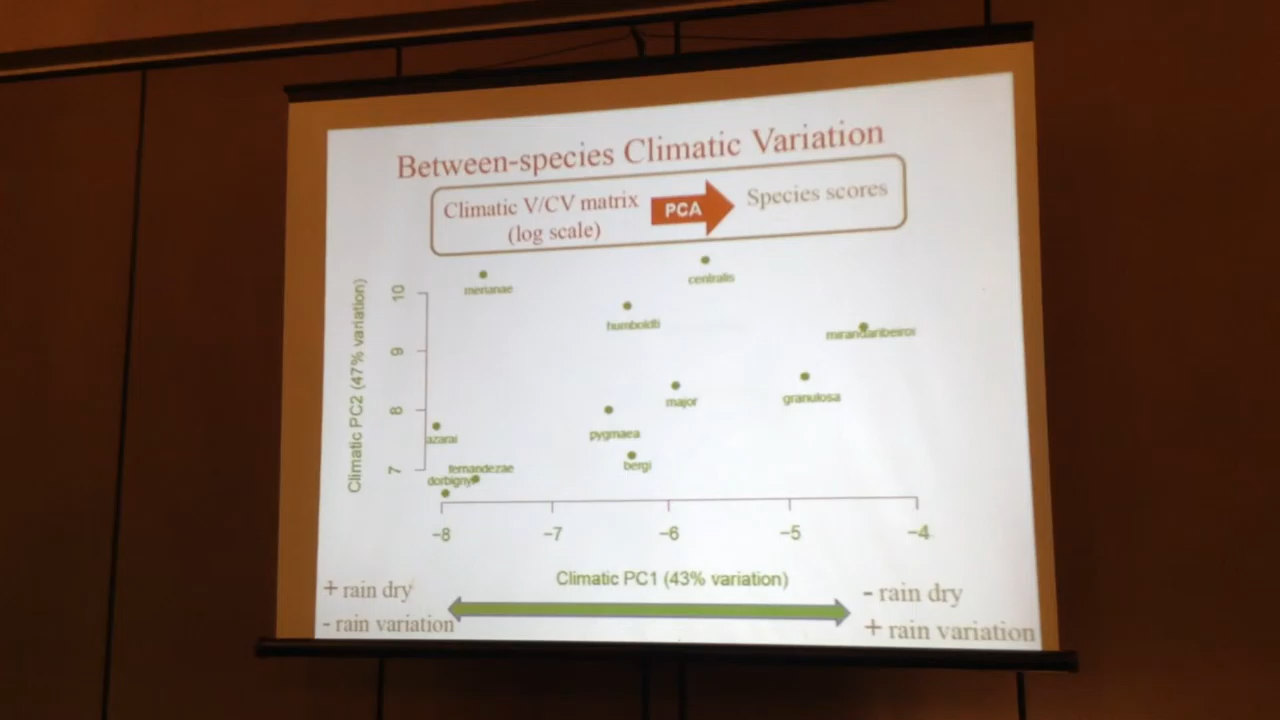 Between-species Climatic Variation
Climatic V/CV matrix
(log scale)
PCA
Species scores
Climatic PC2 (47% variation)
10
9
8
7
merianae
centralis
humboldti
mirandaribeiroi
major
granulosa
azarai
pygmaea
bergi
fernandezae
dorbignyi
-8
-7
-6
-5
-4
Climatic PC1 (43% variation)
+ rain dry
- rain variation
- rain dry
+ rain variation